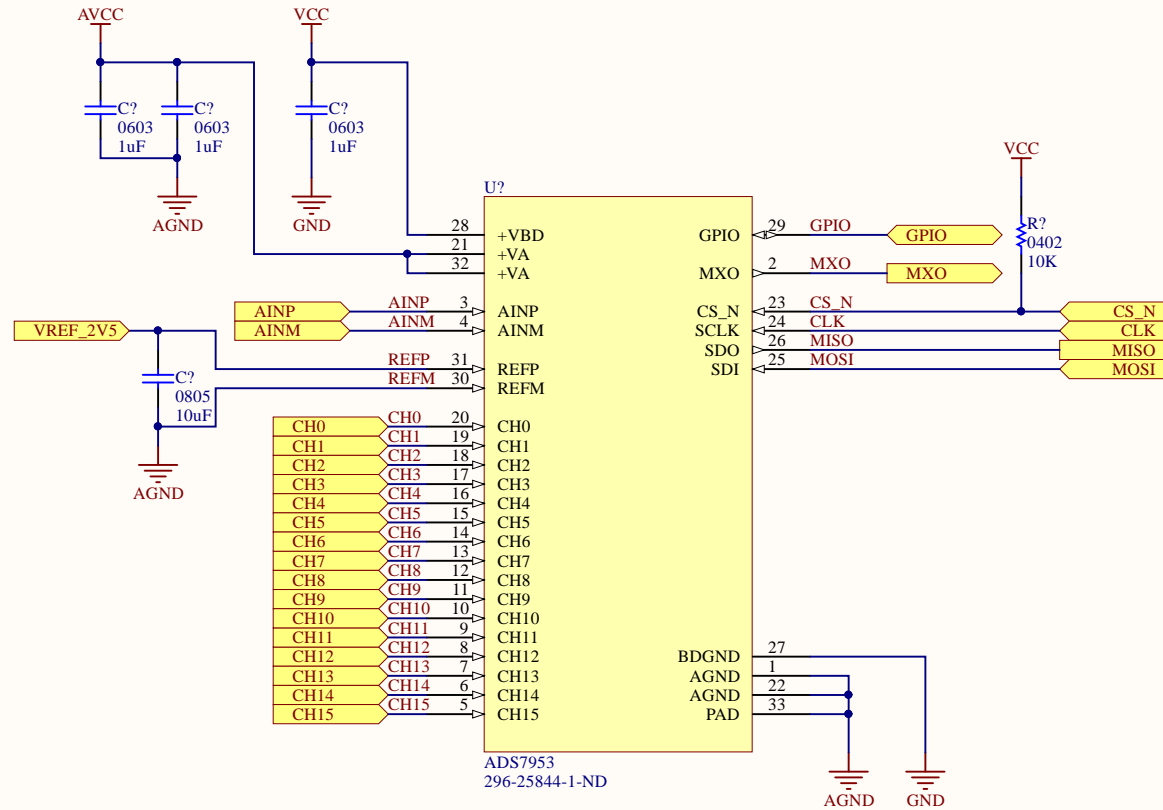 AVCC
VCC
C?
0603
1uF
C?
0603
1uF
C?
0603
1uF
AGND
GND
VCC
R?
0402
10K
U?
28 +VBD
21 +VA
32 +VA
AINP AINP 3 AINP
AINM AINM 4 AINM
VREF_2V5
REFP 31 REFP
REFM 30 REFM
C?
0805
10uF
AGND
CH0 CH0 20 CH0
CH1 CH1 19 CH1
CH2 CH2 18 CH2
CH3 CH3 17 CH3
CH4 CH4 16 CH4
CH5 CH5 15 CH5
CH6 CH6 14 CH6
CH7 CH7 13 CH7
CH8 CH8 12 CH8
CH9 CH9 11 CH9
CH10 CH10 10 CH10
CH11 CH11 9 CH11
CH12 CH12 8 CH12
CH13 CH13 7 CH13
CH14 CH14 6 CH14
CH15 CH15 5 CH15
GPIO 29 GPIO GPIO
MXO 2 MXO MXO
CS_N 23 CS_N CS_N
SCLK 24 CLK CLK
SDO 26 MISO MISO
SDI 25 MOSI MOSI
BDGND 27
AGND 1
AGND 22
PAD 33
AGND
GND
ADS7953
296-25844-1-ND